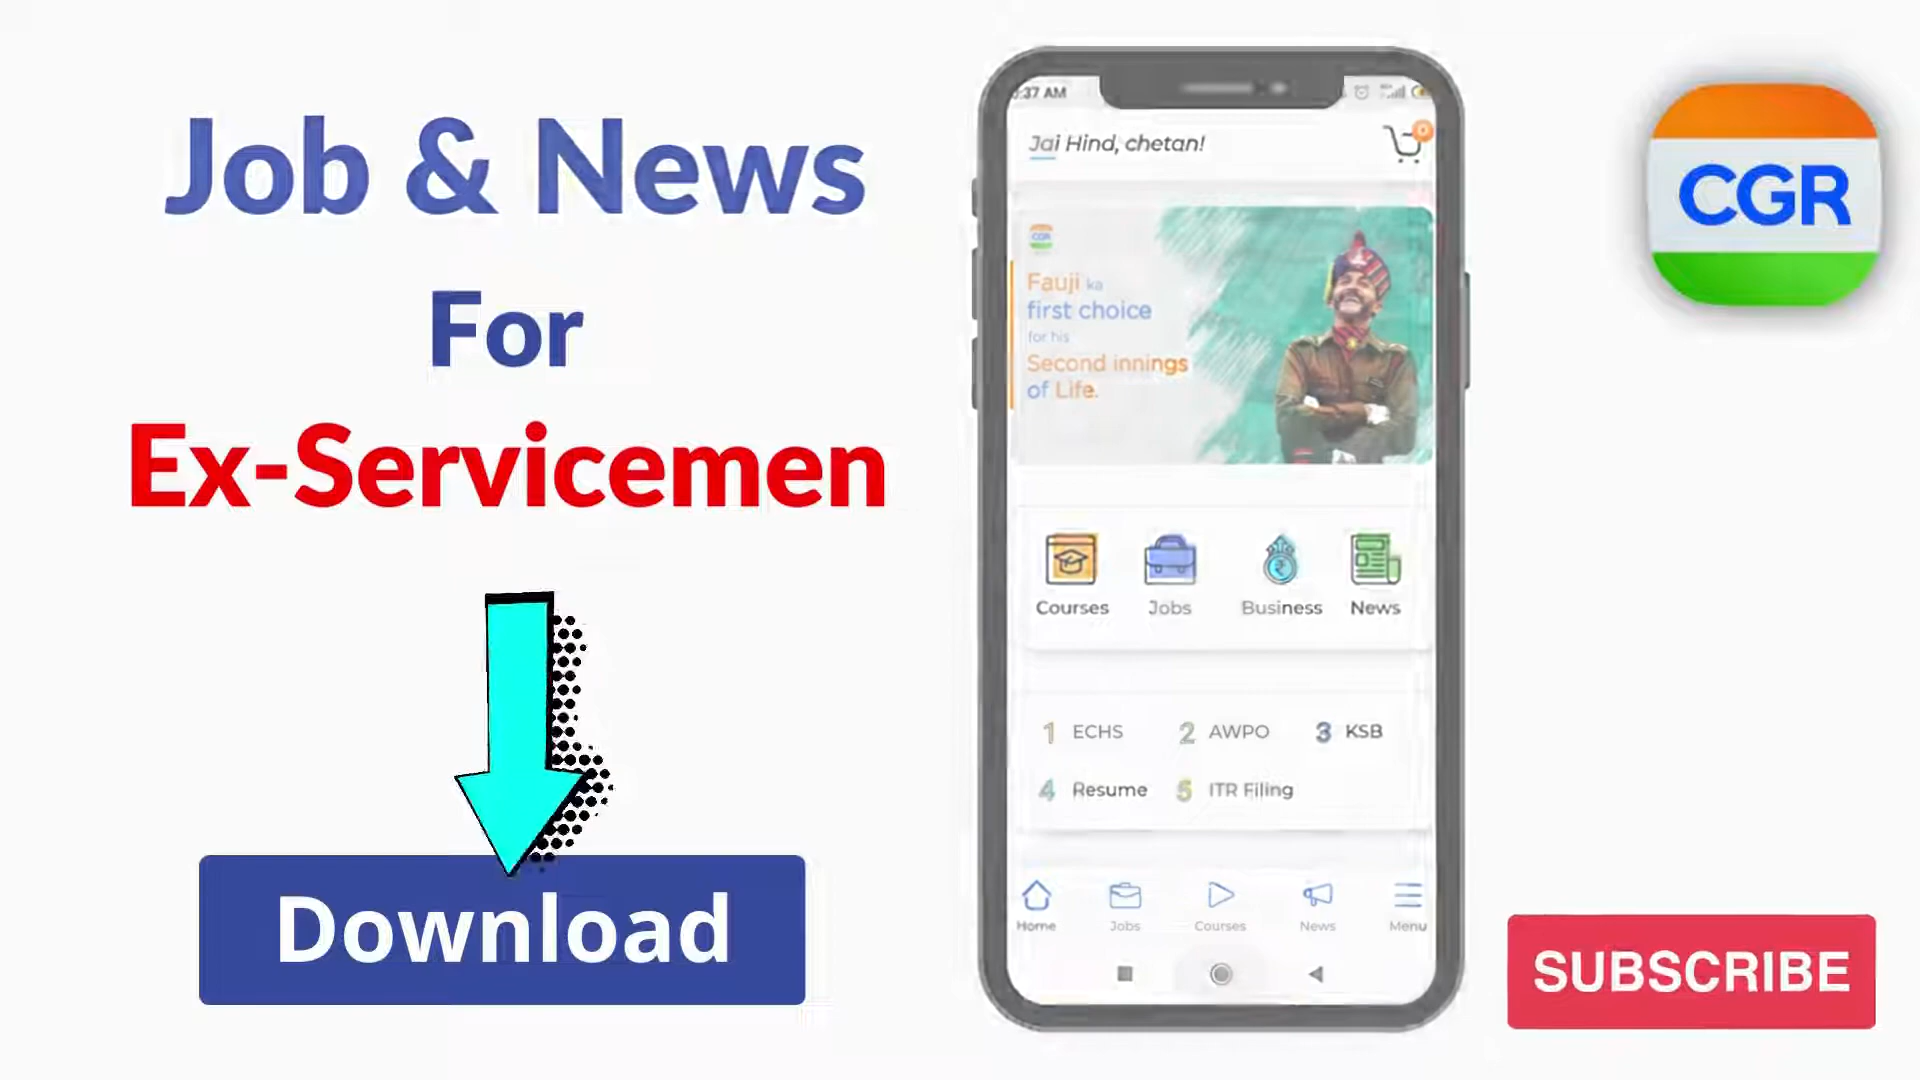 Job & News
For
Ex-Servicemen
Download
:37 AM
Jai Hind, chetan!
0
CGR
Fauji ka
first choice
for his
Second innings
of Life.
Courses
Jobs
Business
News
1 ECHS
2 AWPO
3 KSB
4 Resume
5 ITR Filing
Home
Jobs
Courses
News
Menu
CGR
SUBSCRIBE